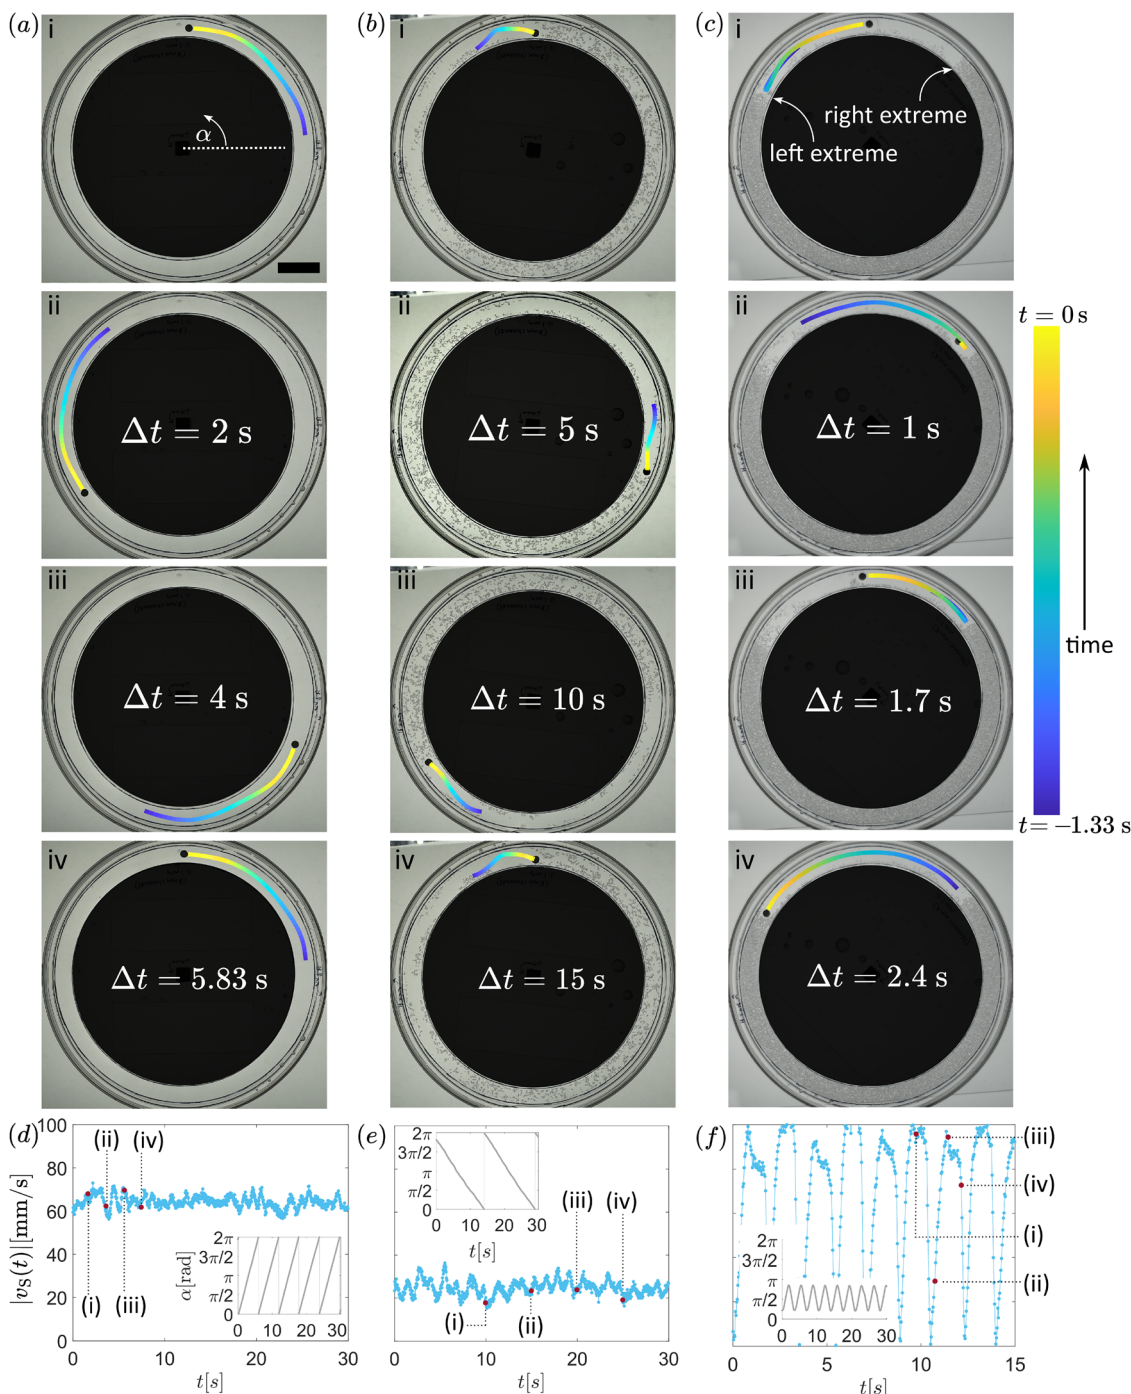 (a) i
α
(b) i
(c) i
right extreme
left extreme
ii
Δt = 2 s
ii
Δt = 5 s
ii
Δt = 1 s
t = 0 s
time
t = −1.33 s
iii
Δt = 4 s
iii
Δt = 10 s
iii
Δt = 1.7 s
iv
Δt = 5.83 s
iv
Δt = 15 s
iv
Δt = 2.4 s
(d)
|v_S(t)|[mm/s]
100
80
60
40
20
0
(i) (ii) (iii) (iv)
α[rad]
2π
3π/2
π
π/2
0
0 10 20 30
0 10 20 30
t[s]
(e)
2π
3π/2
π
π/2
0
0 10 20 30
t[s]
(i) (ii) (iii) (iv)
0 10 20 30
t[s]
(f)
(iii)
(iv)
(i)
(ii)
2π
3π/2
π
π/2
0
0 10 20 30
0 5 10 15
t[s]